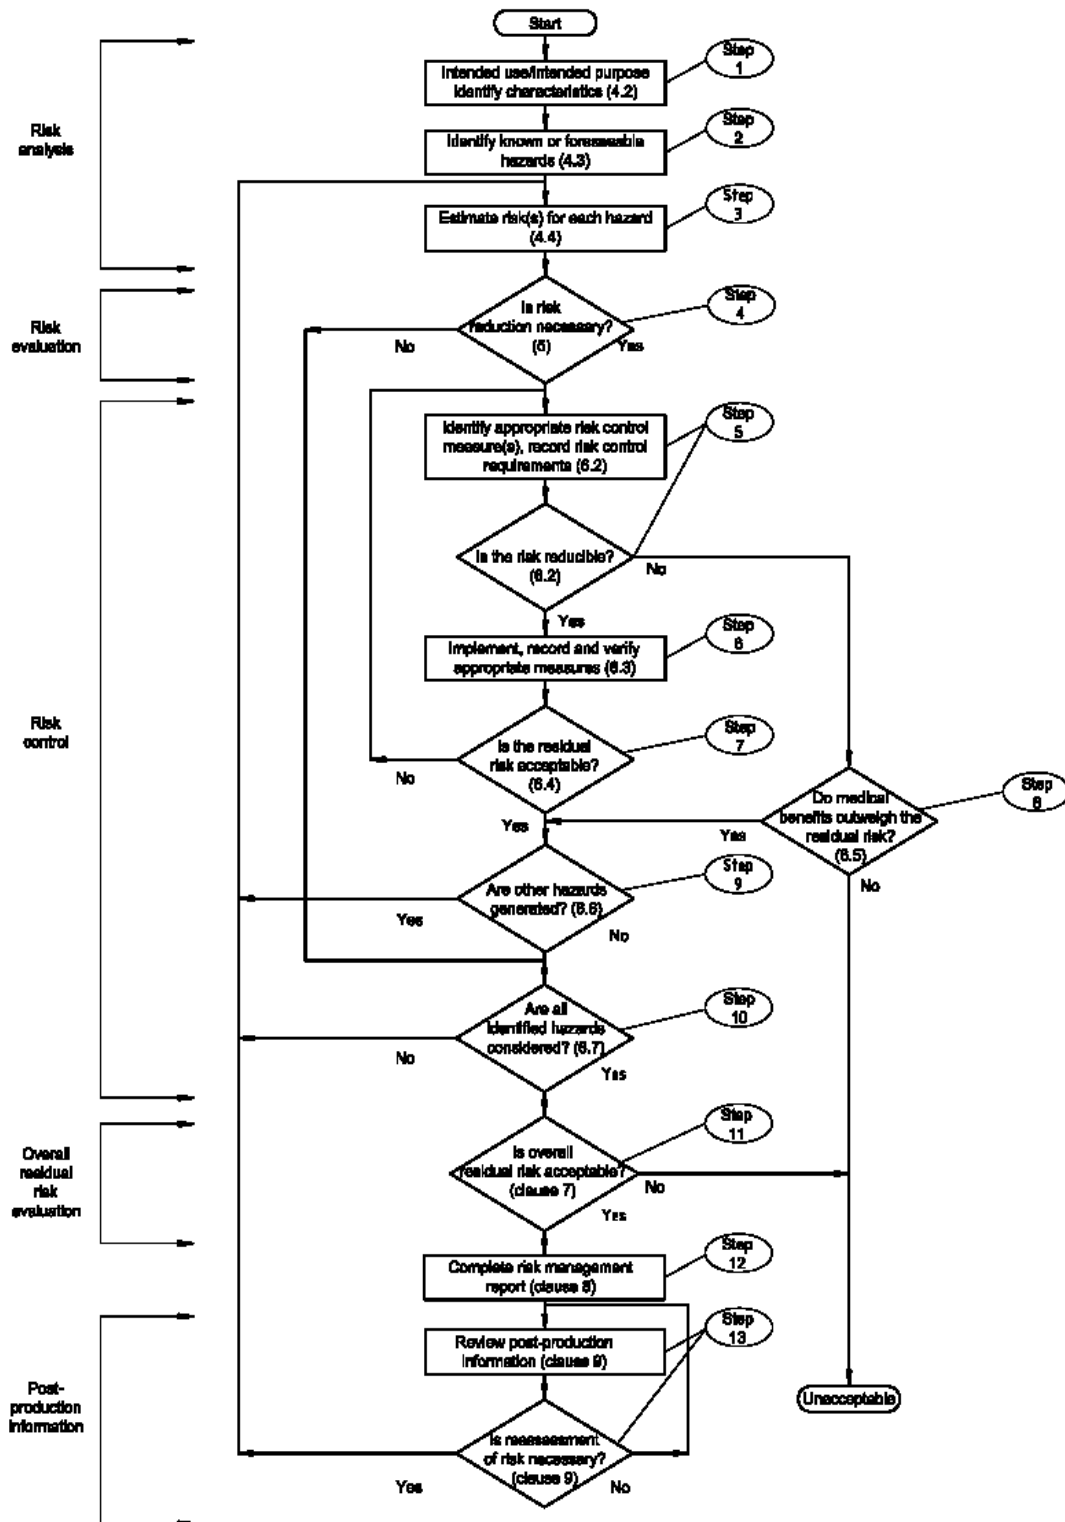 Start
Step
1
Intended use/intended purpose
identify characteristics (4.2)
Step
2
Risk
analysis
Identify known or foreseeable
hazards (4.3)
Step
3
Estimate risk(s) for each hazard
(4.4)
Step
4
Is risk
reduction necessary?
(5)
Risk
evaluation
No
Yes
Step
5
Identify appropriate risk control
measure(s), record risk control
requirements (6.2)
Is the risk reducible?
(6.2)
No
Yes
Step
6
Implement, record and verify
appropriate measures (6.3)
Risk
control
Step
7
Is the residual
risk acceptable?
(6.4)
No
Yes
Step
8
Do medical
benefits outweigh the
residual risk?
(6.5)
Yes
No
Step
9
Are other hazards
generated? (6.6)
Yes
No
Step
10
Are all
identified hazards
considered? (6.7)
No
Yes
Step
11
Overall
residual
risk
evaluation
Is overall
residual risk acceptable?
(clause 7)
No
Yes
Step
12
Complete risk management
report (clause 8)
Step
13
Review post-production
information (clause 9)
Post-
production
information
Unacceptable
Is reassessment
of risk necessary?
(clause 9)
Yes
No